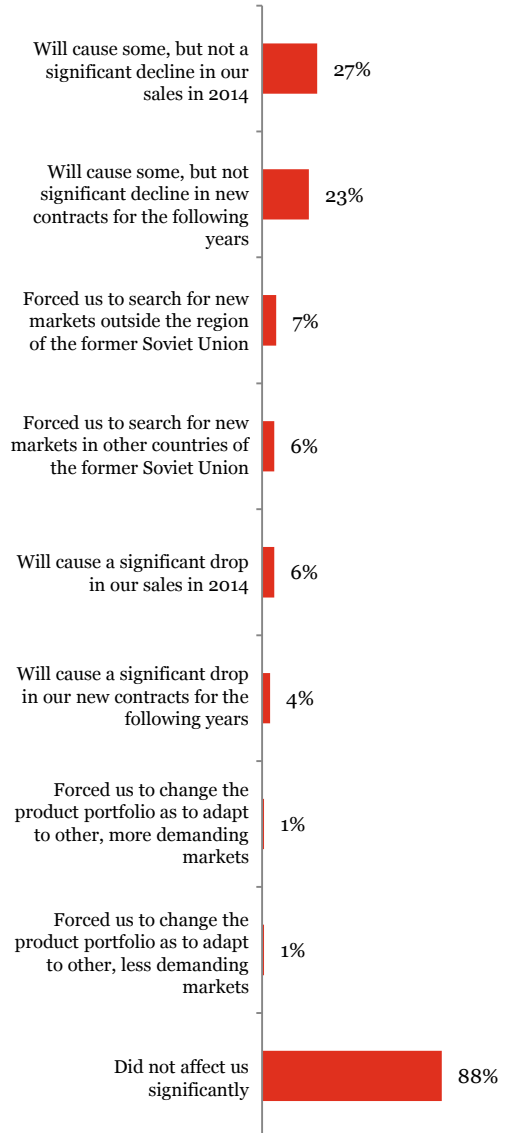 Will cause some, but not a
significant decline in our
sales in 2014
27%
Will cause some, but not
significant decline in new
contracts for the following
years
23%
Forced us to search for new
markets outside the region
of the former Soviet Union
7%
Forced us to search for new
markets in other countries of
the former Soviet Union
6%
Will cause a significant drop
in our sales in 2014
6%
Will cause a significant drop
in our new contracts for the
following years
4%
Forced us to change the
product portfolio as to adapt
to other, more demanding
markets
1%
Forced us to change the
product portfolio as to adapt
to other, less demanding
markets
1%
Did not affect us
significantly
88%